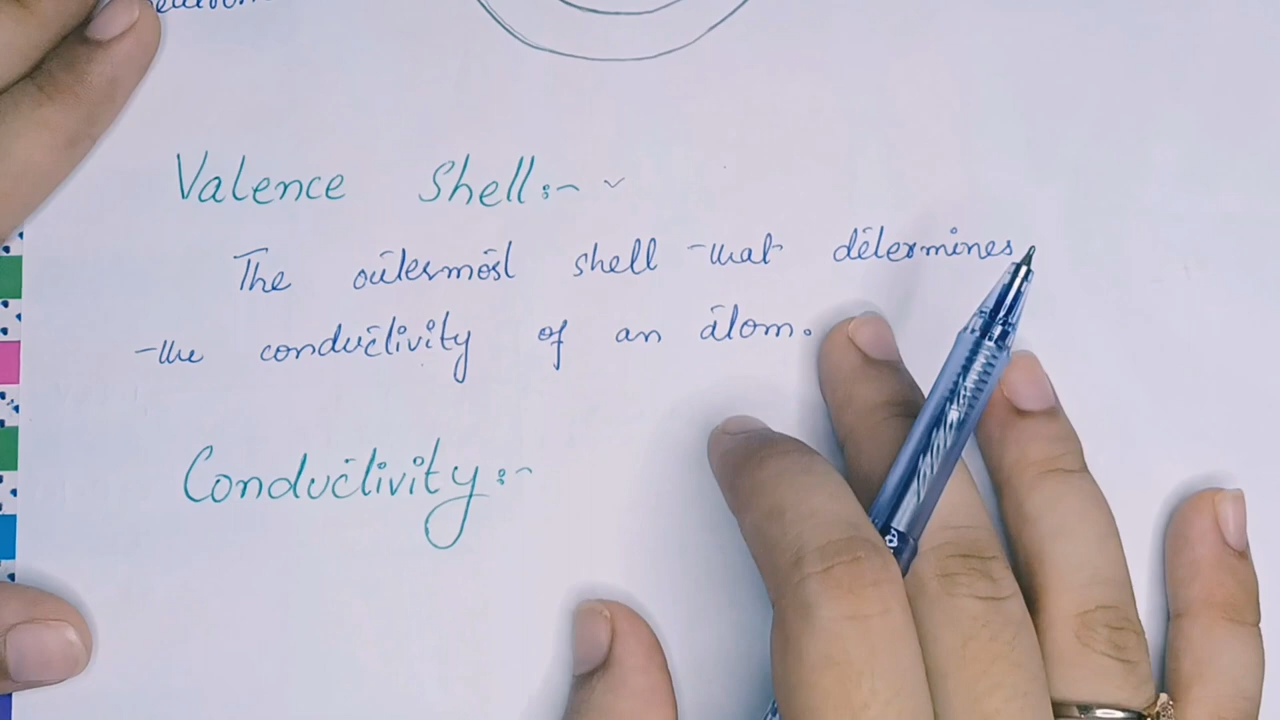 Valence Shell:-
The outermost shell that determines
the conductivity of an atom.
Conductivity:-